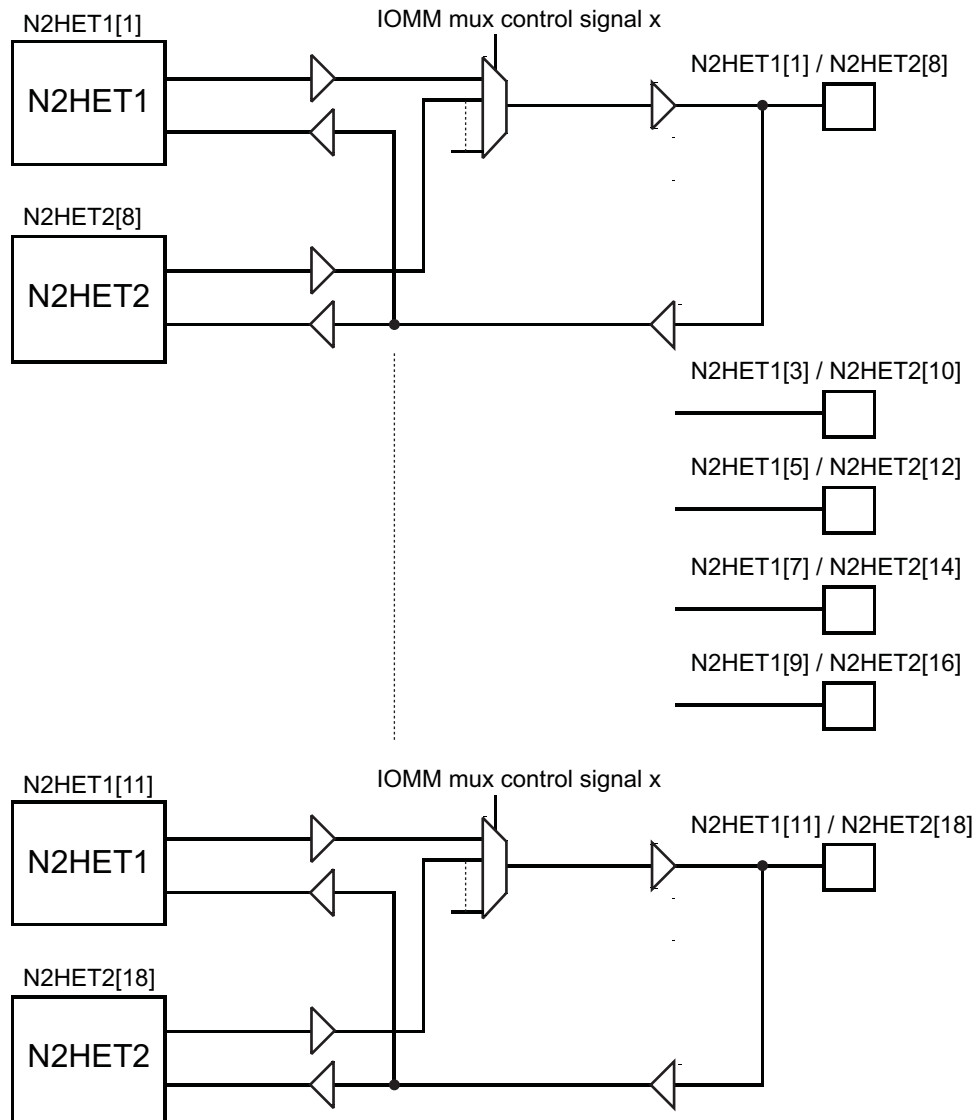 N2HET1[1]
IOMM mux control signal x
N2HET1
N2HET1[1] / N2HET2[8]
N2HET2[8]
N2HET2
N2HET1[3] / N2HET2[10]
N2HET1[5] / N2HET2[12]
N2HET1[7] / N2HET2[14]
N2HET1[9] / N2HET2[16]
N2HET1[11]
IOMM mux control signal x
N2HET1
N2HET1[11] / N2HET2[18]
N2HET2[18]
N2HET2